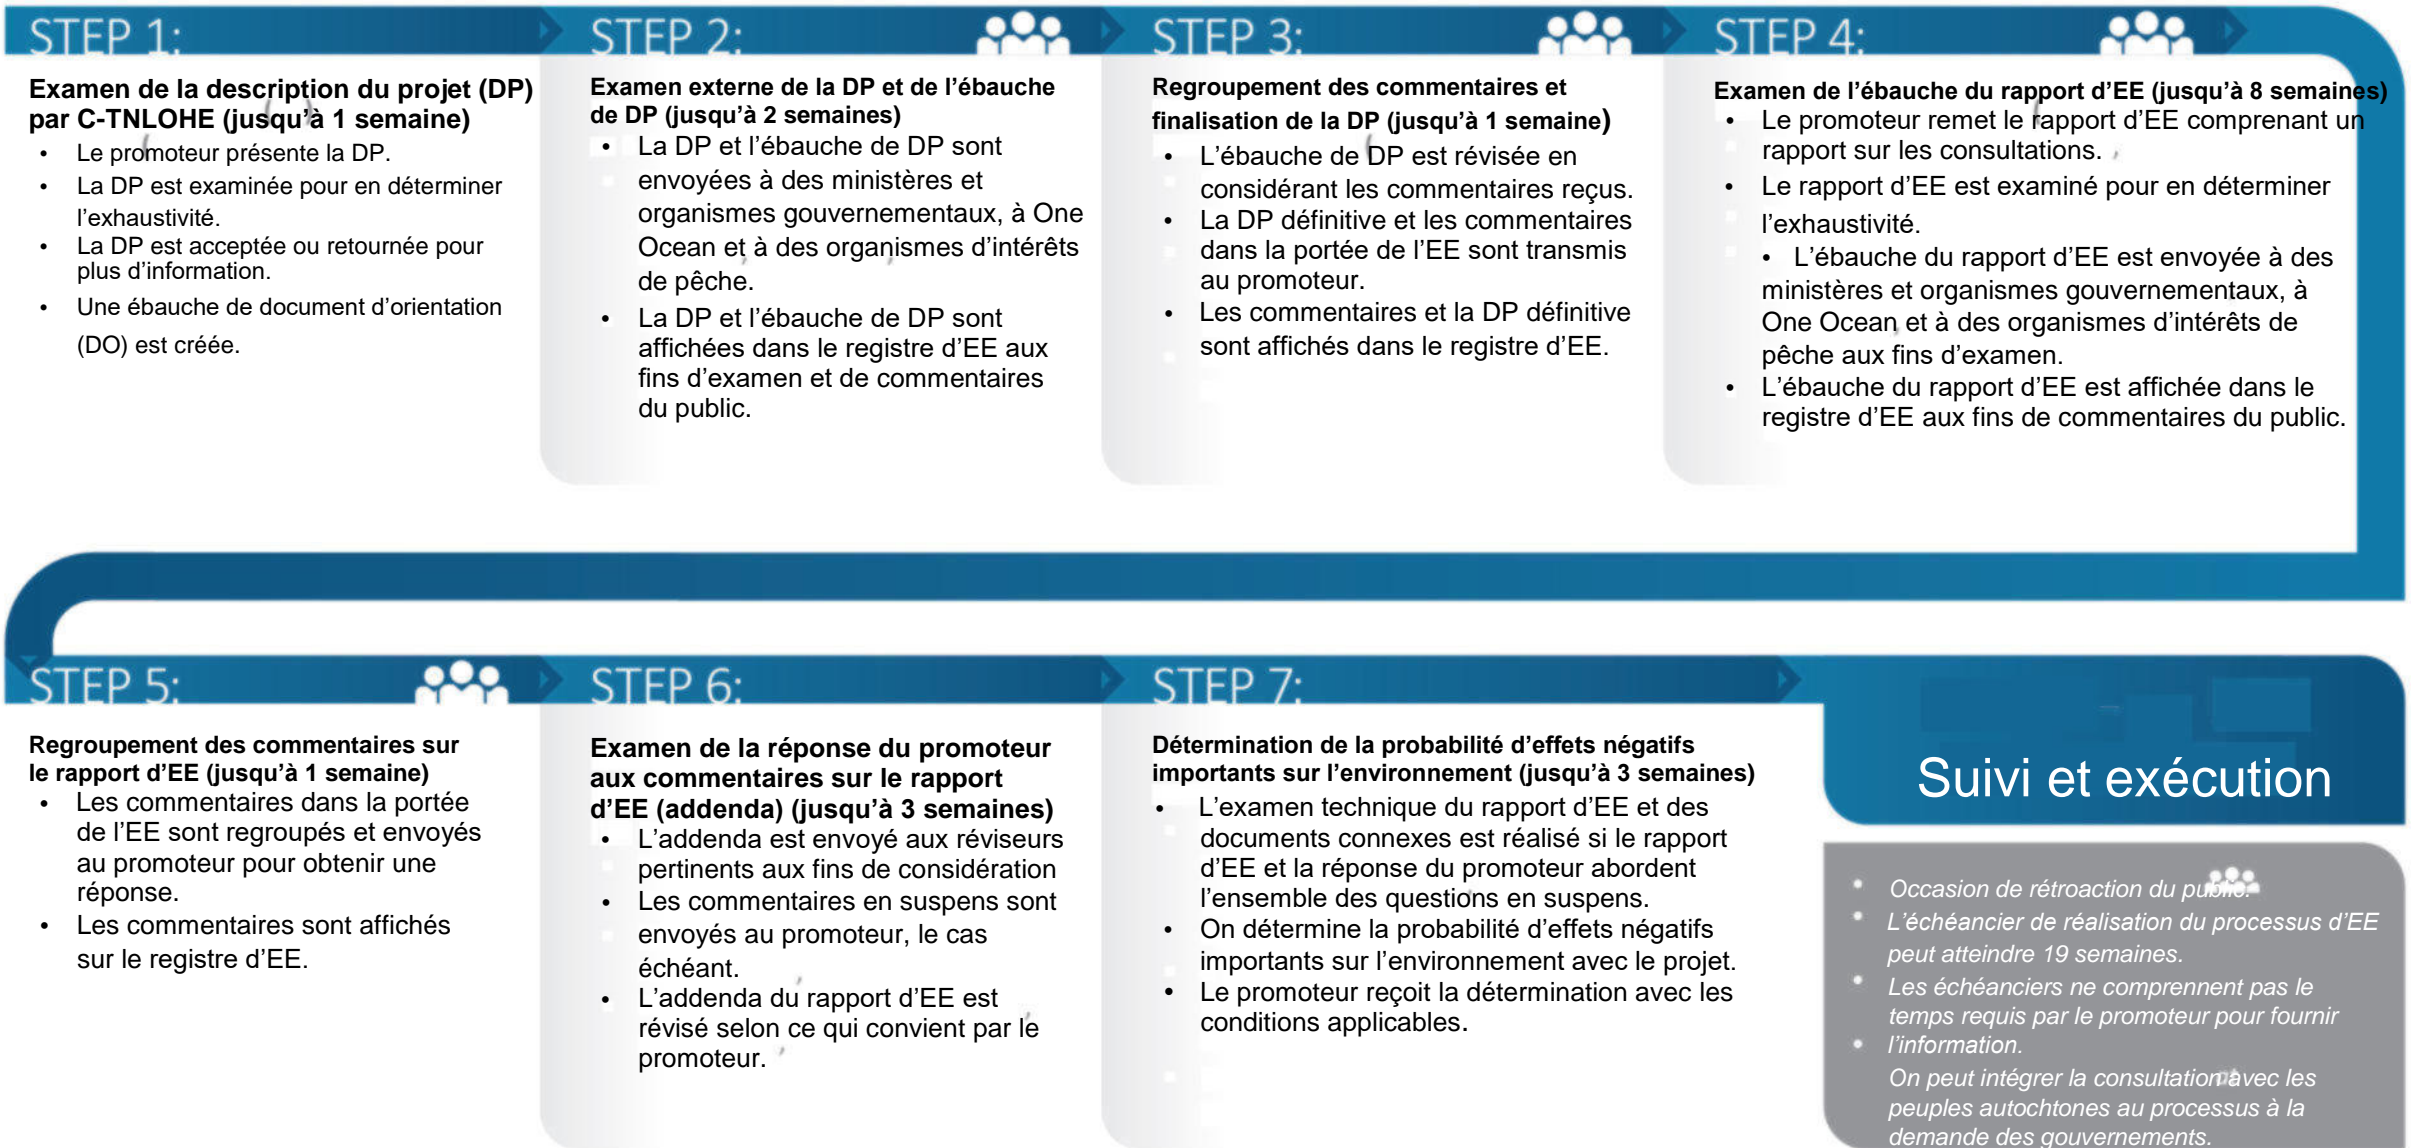 STEP 1:
Examen de la description du projet (DP)
par C-TNLOHE (jusqu’à 1 semaine)
• Le promoteur présente la DP.
• La DP est examinée pour en déterminer
l’exhaustivité.
• La DP est acceptée ou retournée pour
plus d’information.
• Une ébauche de document d’orientation
(DO) est créée.
STEP 2:
Examen externe de la DP et de l’ébauche
de DP (jusqu’à 2 semaines)
• La DP et l’ébauche de DP sont
envoyées à des ministères et
organismes gouvernementaux, à One
Ocean et à des organismes d’intérêts
de pêche.
• La DP et l’ébauche de DP sont
affichées dans le registre d’EE aux
fins d’examen et de commentaires
du public.
STEP 3:
Regroupement des commentaires et
finalisation de la DP (jusqu’à 1 semaine)
• L’ébauche de DP est révisée en
considérant les commentaires reçus.
• La DP définitive et les commentaires
dans la portée de l’EE sont transmis
au promoteur.
• Les commentaires et la DP définitive
sont affichés dans le registre d’EE.
STEP 4:
Examen de l’ébauche du rapport d’EE (jusqu’à 8 semaines)
• Le promoteur remet le rapport d’EE comprenant un
rapport sur les consultations.
• Le rapport d’EE est examiné pour en déterminer
l’exhaustivité.
• L’ébauche du rapport d’EE est envoyée à des
ministères et organismes gouvernementaux, à
One Ocean et à des organismes d’intérêts de
pêche aux fins d’examen.
• L’ébauche du rapport d’EE est affichée dans le
registre d’EE aux fins de commentaires du public.
STEP 5:
Regroupement des commentaires sur
le rapport d’EE (jusqu’à 1 semaine)
• Les commentaires dans la portée
de l’EE sont regroupés et envoyés
au promoteur pour obtenir une
réponse.
• Les commentaires sont affichés
sur le registre d’EE.
STEP 6:
Examen de la réponse du promoteur
aux commentaires sur le rapport
d’EE (addenda) (jusqu’à 3 semaines)
• L’addenda est envoyé aux réviseurs
pertinents aux fins de considération
• Les commentaires en suspens sont
envoyés au promoteur, le cas
échéant.
• L’addenda du rapport d’EE est
révisé selon ce qui convient par le
promoteur.
STEP 7:
Détermination de la probabilité d’effets négatifs
importants sur l’environnement (jusqu’à 3 semaines)
• L’examen technique du rapport d’EE et des
documents connexes est réalisé si le rapport
d’EE et la réponse du promoteur abordent
l’ensemble des questions en suspens.
• On détermine la probabilité d’effets négatifs
importants sur l’environnement avec le projet.
• Le promoteur reçoit la détermination avec les
conditions applicables.
Suivi et exécution
• Occasion de rétroaction du public.
• L’échéancier de réalisation du processus d’EE
peut atteindre 19 semaines.
• Les échéanciers ne comprennent pas le
temps requis par le promoteur pour fournir
• l’information.
On peut intégrer la consultation avec les
peuples autochtones au processus à la
demande des gouvernements.